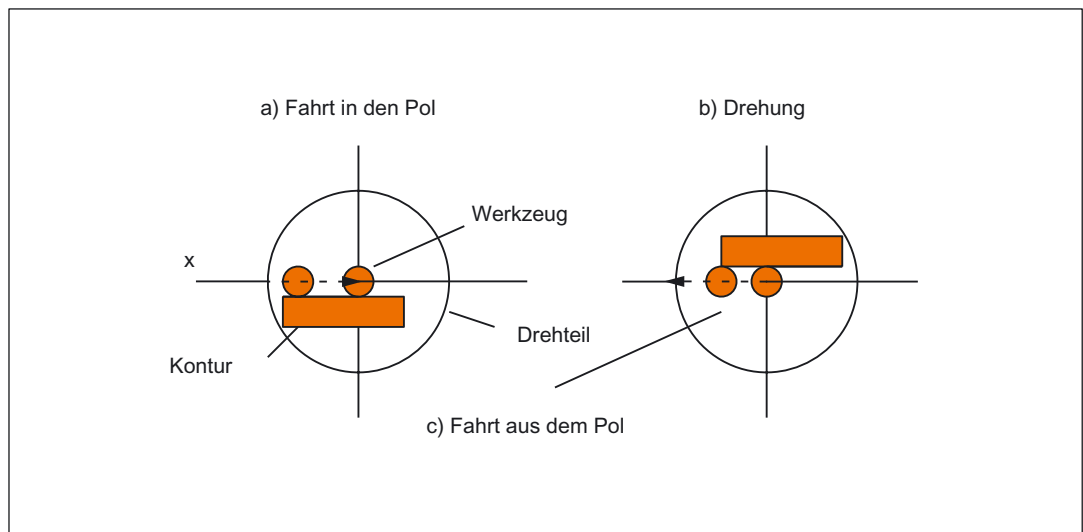 a) Fahrt in den Pol
b) Drehung
Werkzeug
x
Drehteil
Kontur
c) Fahrt aus dem Pol